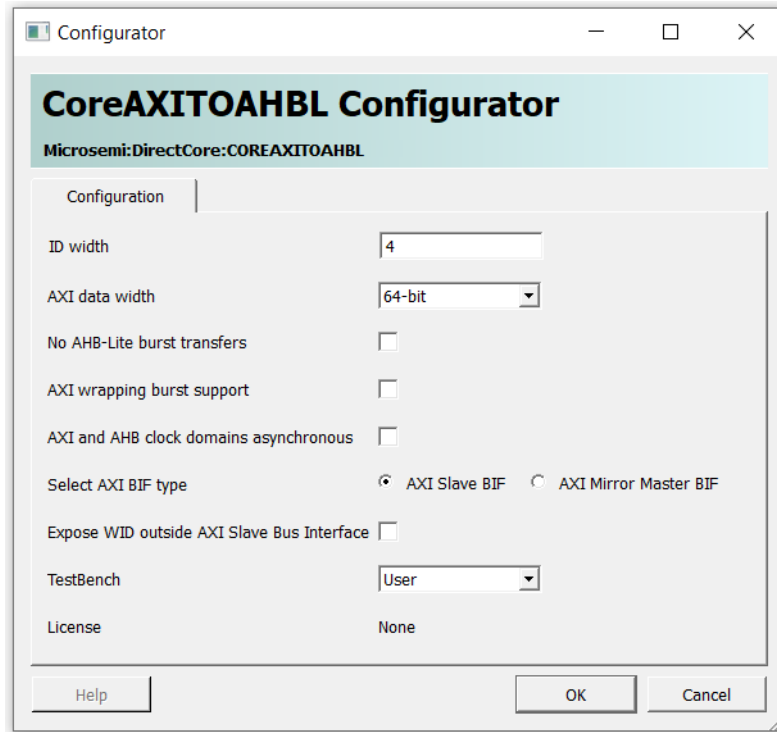 Configurator
CoreAXITOAHBL Configurator
Microsemi:DirectCore:COREAXITOAHBL
Configuration
ID width 4
AXI data width 64-bit
No AHB-Lite burst transfers
AXI wrapping burst support
AXI and AHB clock domains asynchronous
Select AXI BIF type AXI Slave BIF AXI Mirror Master BIF
Expose WID outside AXI Slave Bus Interface
TestBench User
License None
Help OK Cancel